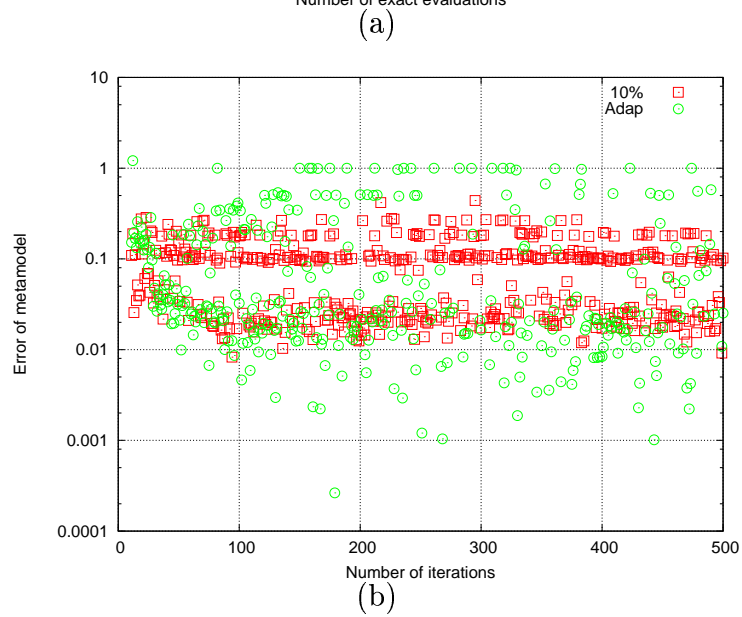 Number of exact evaluations
(a)
10
1
0.1
0.01
0.001
0.0001
Error of metamodel
10%
Adap
0 100 200 300 400 500
Number of iterations
(b)